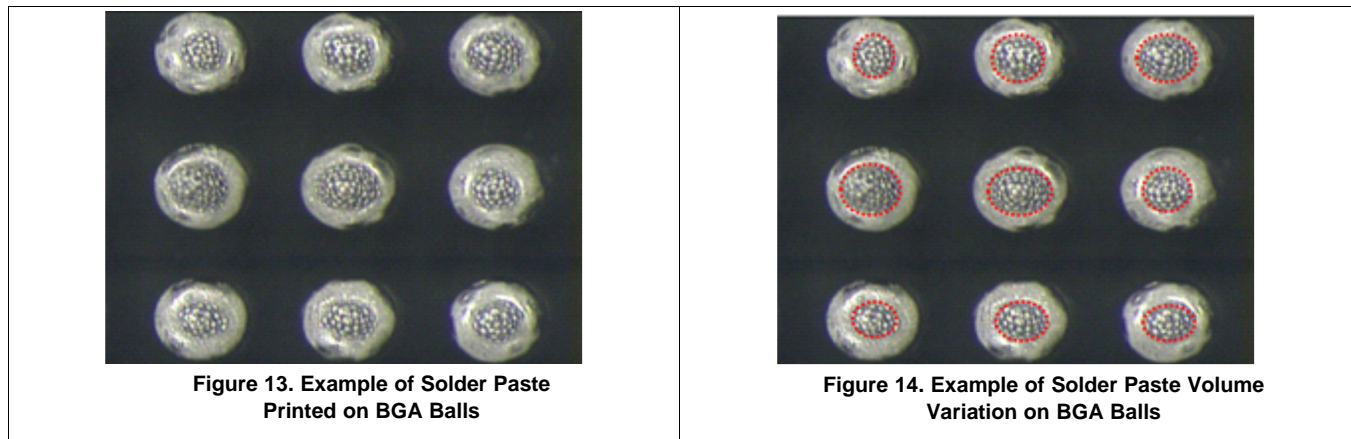 Figure 13. Example of Solder Paste
Printed on BGA Balls
Figure 14. Example of Solder Paste Volume
Variation on BGA Balls